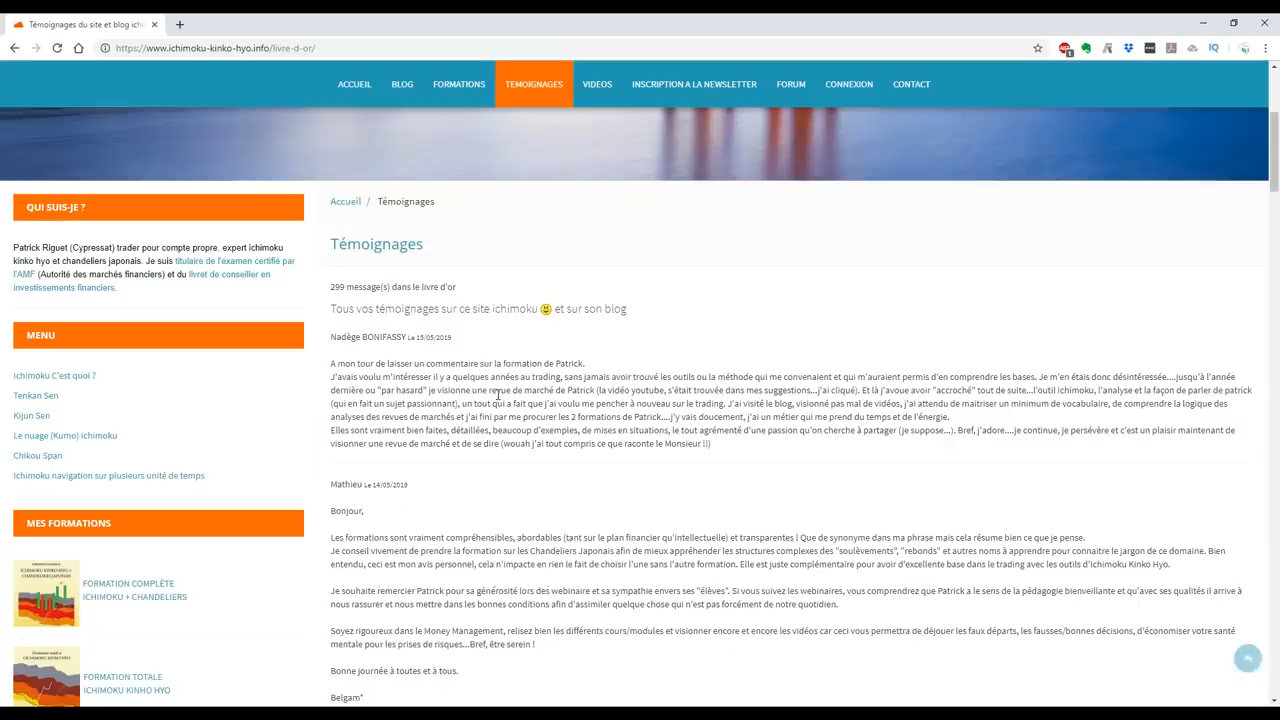 Témoignages du site et blog ich
https://www.ichimoku-kinko-hyo.info/livre-d-or/
ACCUEIL BLOG FORMATIONS TEMOIGNAGES VIDEOS INSCRIPTION A LA NEWSLETTER FORUM CONNEXION CONTACT
QUI SUIS-JE ?
Patrick Riguet (Cypressat) trader pour compte propre, expert ichimoku
kinko hyo et chandeliers japonais. Je suis titulaire de l'examen certifié par
l'AMF (Autorité des marchés financiers) et du livret de conseiller en
investissements financiers.
MENU
Ichimoku C'est quoi ?
Tenkan Sen
Kijun Sen
Le nuage (Kumo) ichimoku
Chikou Span
Ichimoku navigation sur plusieurs unité de temps
MES FORMATIONS
FORMATION COMPLÈTE
ICHIMOKU + CHANDELIERS
FORMATION TOTALE
ICHIMOKU KINHO HYO
Accueil / Témoignages
Témoignages
299 message(s) dans le livre d'or
Tous vos témoignages sur ce site ichimoku et sur son blog
Nadège BONIFASSY Le 15/05/2019
A mon tour de laisser un commentaire sur la formation de Patrick.
J'avais voulu m'intéresser il y a quelques années au trading, sans jamais avoir trouvé les outils ou la méthode qui me convenaient et qui m'auraient permis d'en comprendre les bases. Je m'en étais donc désintéressée....jusqu'à l'année
dernière ou "par hasard" je visionne une revue de marché de Patrick (la vidéo youtube, s'était trouvée dans mes suggestions...j'ai cliqué). Et là j'avoue avoir "accroché" tout de suite...l'outil Ichimoku, l'analyse et la façon de parler de patrick
(qui en fait un sujet passionnant), un tout qui a fait que j'ai voulu me pencher à nouveau sur le trading. J'ai visité le blog, visionné pas mal de vidéos, j'ai attendu de maitriser un minimum de vocabulaire, de comprendre la logique des
analyses des revues de marchés et j'ai fini par me procurer les 2 formations de Patrick....j'y vais doucement, j'ai un métier qui me prend du temps et de l'énergie.
Elles sont vraiment bien faites, détaillées, beaucoup d'exemples, de mises en situations, le tout agrémenté d'une passion qu'on cherche à partager (je suppose...). Bref, j'adore....je continue, je persévère et c'est un plaisir maintenant de
visionner une revue de marché et de se dire (wouah j'ai tout compris ce que raconte le Monsieur !!)
Mathieu Le 14/05/2019
Bonjour,
Les formations sont vraiment compréhensibles, abordables (tant sur le plan financier qu'intellectuelle) et transparentes ! Que de synonyme dans ma phrase mais cela résume bien ce que je pense.
Je conseil vivement de prendre la formation sur les Chandeliers Japonais afin de mieux appréhender les structures complexes des "soulèvements", "rebonds" et autres noms à apprendre pour connaitre le jargon de ce domaine. Bien
entendu, ceci est mon avis personnel, cela n'impacte en rien le fait de choisir l'une sans l'autre formation. Elle est juste complémentaire pour avoir d'excellente base dans le trading avec les outils d'Ichimoku Kinko Hyo.
Je souhaite remercier Patrick pour sa générosité lors des webinaire et sa sympathie envers ses "élèves". Si vous suivez les webinaires, vous comprendrez que Patrick a le sens de la pédagogie bienveillante et qu'avec ses qualités il arrive à
nous rassurer et nous mettre dans les bonnes conditions afin d'assimiler quelque chose qui n'est pas forcément de notre quotidien.
Soyez rigoureux dans le Money Management, relisez bien les différents cours/modules et visionner encore et encore les vidéos car ceci vous permettra de déjouer les faux départs, les fausses/bonnes décisions, d'économiser votre santé
mentale pour les prises de risques...Bref, être serein !
Bonne journée à toutes et à tous.
Belgam*